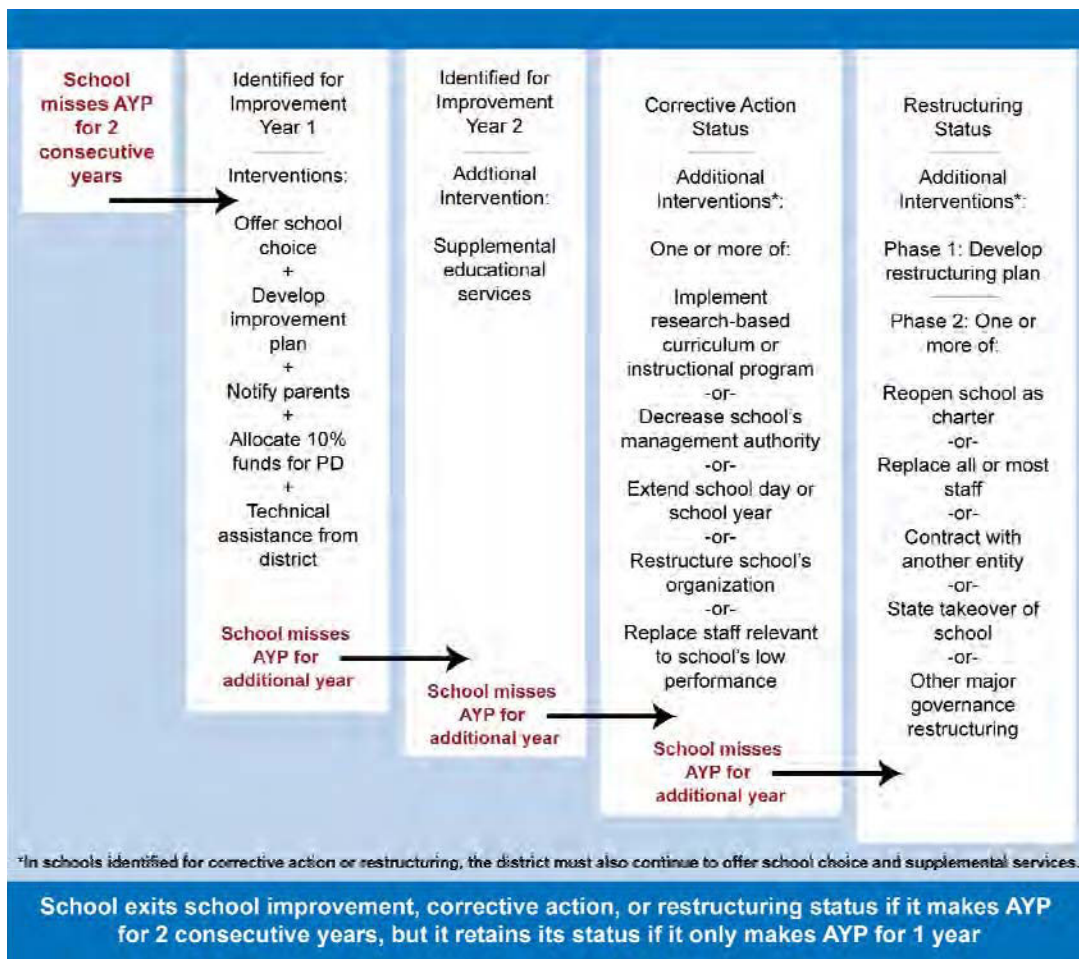 School
misses AYP
for 2
consecutive
years
Identified for
Improvement
Year 1
Interventions:
Offer school
choice
+
Develop
improvement
plan
+
Notify parents
+
Allocate 10%
funds for PD
+
Technical
assistance from
district
School misses
AYP for
additional year
Identified for
Improvement
Year 2
Addtional
Intervention:
Supplemental
educational
services
School misses
AYP for
additional year
Corrective Action
Status
Additional
Interventions*:
One or more of:
Implement
research-based
curriculum or
instructional program
-or-
Decrease school's
management authority
-or-
Extend school day or
school year
-or-
Restructure school's
organization
-or-
Replace staff relevant
to school's low
performance
School misses
AYP for
additional year
Restructuring
Status
Additional
Interventions*:
Phase 1: Develop
restructuring plan
Phase 2: One or
more of:
Reopen school as
charter
-or-
Replace all or most
staff
-or-
Contract with
another entity
-or-
State takeover of
school
-or-
Other major
governance
restructuring
*In schools identified for corrective action or restructuring, the district must also continue to offer school choice and supplemental services.
School exits school improvement, corrective action, or restructuring status if it makes AYP
for 2 consecutive years, but it retains its status if it only makes AYP for 1 year